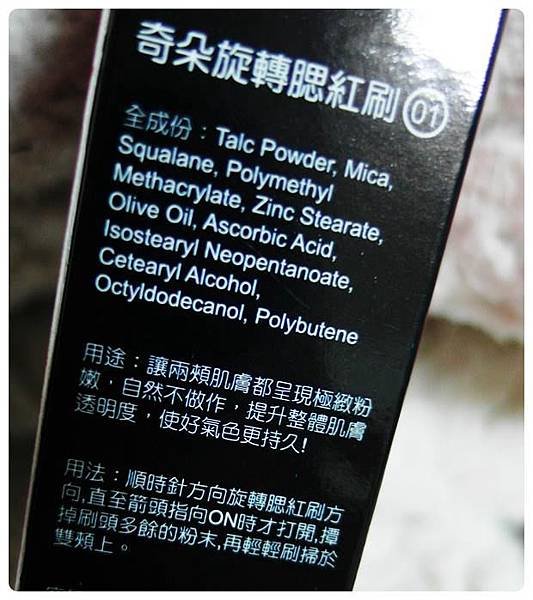 奇朵旋轉腮紅刷 01
全成份：Talc Powder, Mica,
Squalane, Polymethyl
Methacrylate, Zinc Stearate,
Olive Oil, Ascorbic Acid,
Isostearyl Neopentanoate,
Cetearyl Alcohol,
Octyldodecanol, Polybutene
用途：讓兩頰肌膚都呈現極緻粉
嫩，自然不做作，提升整體肌膚
透明度，使好氣色更持久!
用法：順時針方向旋轉腮紅刷方
向,直至箭頭指向ON時才打開,撢
掉刷頭多餘的粉末,再輕輕刷掃於
雙頰上。